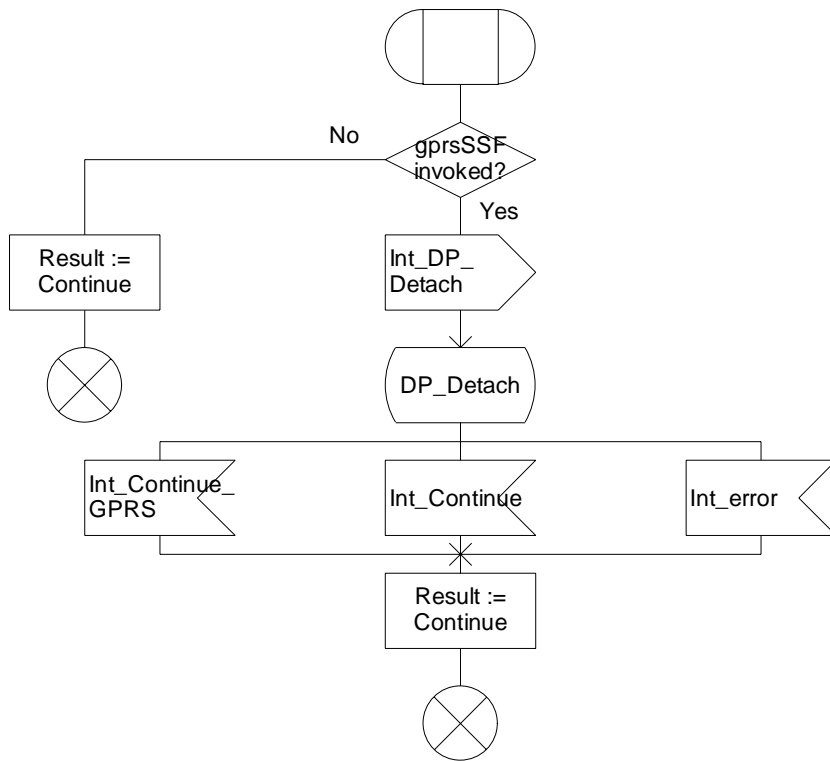 No
gprsSSF
invoked?
Yes
Result :=
Continue
Int_DP_
Detach
DP_Detach
Int_Continue_
GPRS
Int_Continue
Int_error
Result :=
Continue